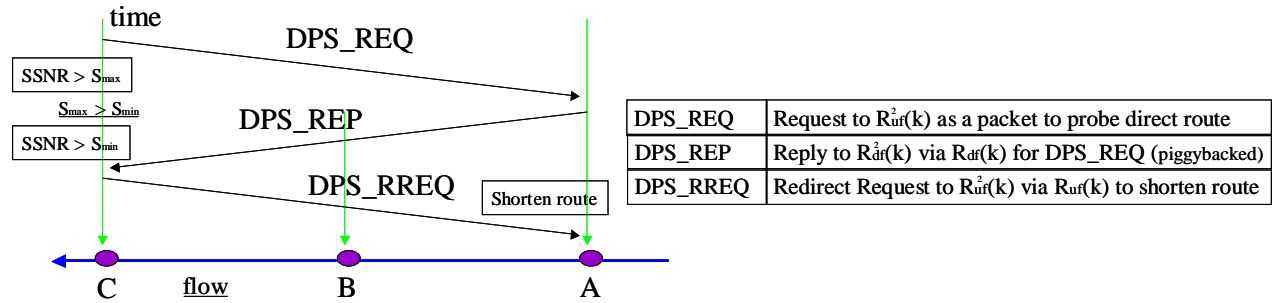 time
DPS_REQ
SSNR > Smax
Smax > Smin
DPS_REP
SSNR > Smin
DPS_RREQ
Shorten route
C flow B A
DPS_REQ Request to R²uf(k) as a packet to probe direct route
DPS_REP Reply to R²df(k) via Rdf(k) for DPS_REQ (piggybacked)
DPS_RREQ Redirect Request to R²uf(k) via Ruf(k) to shorten route